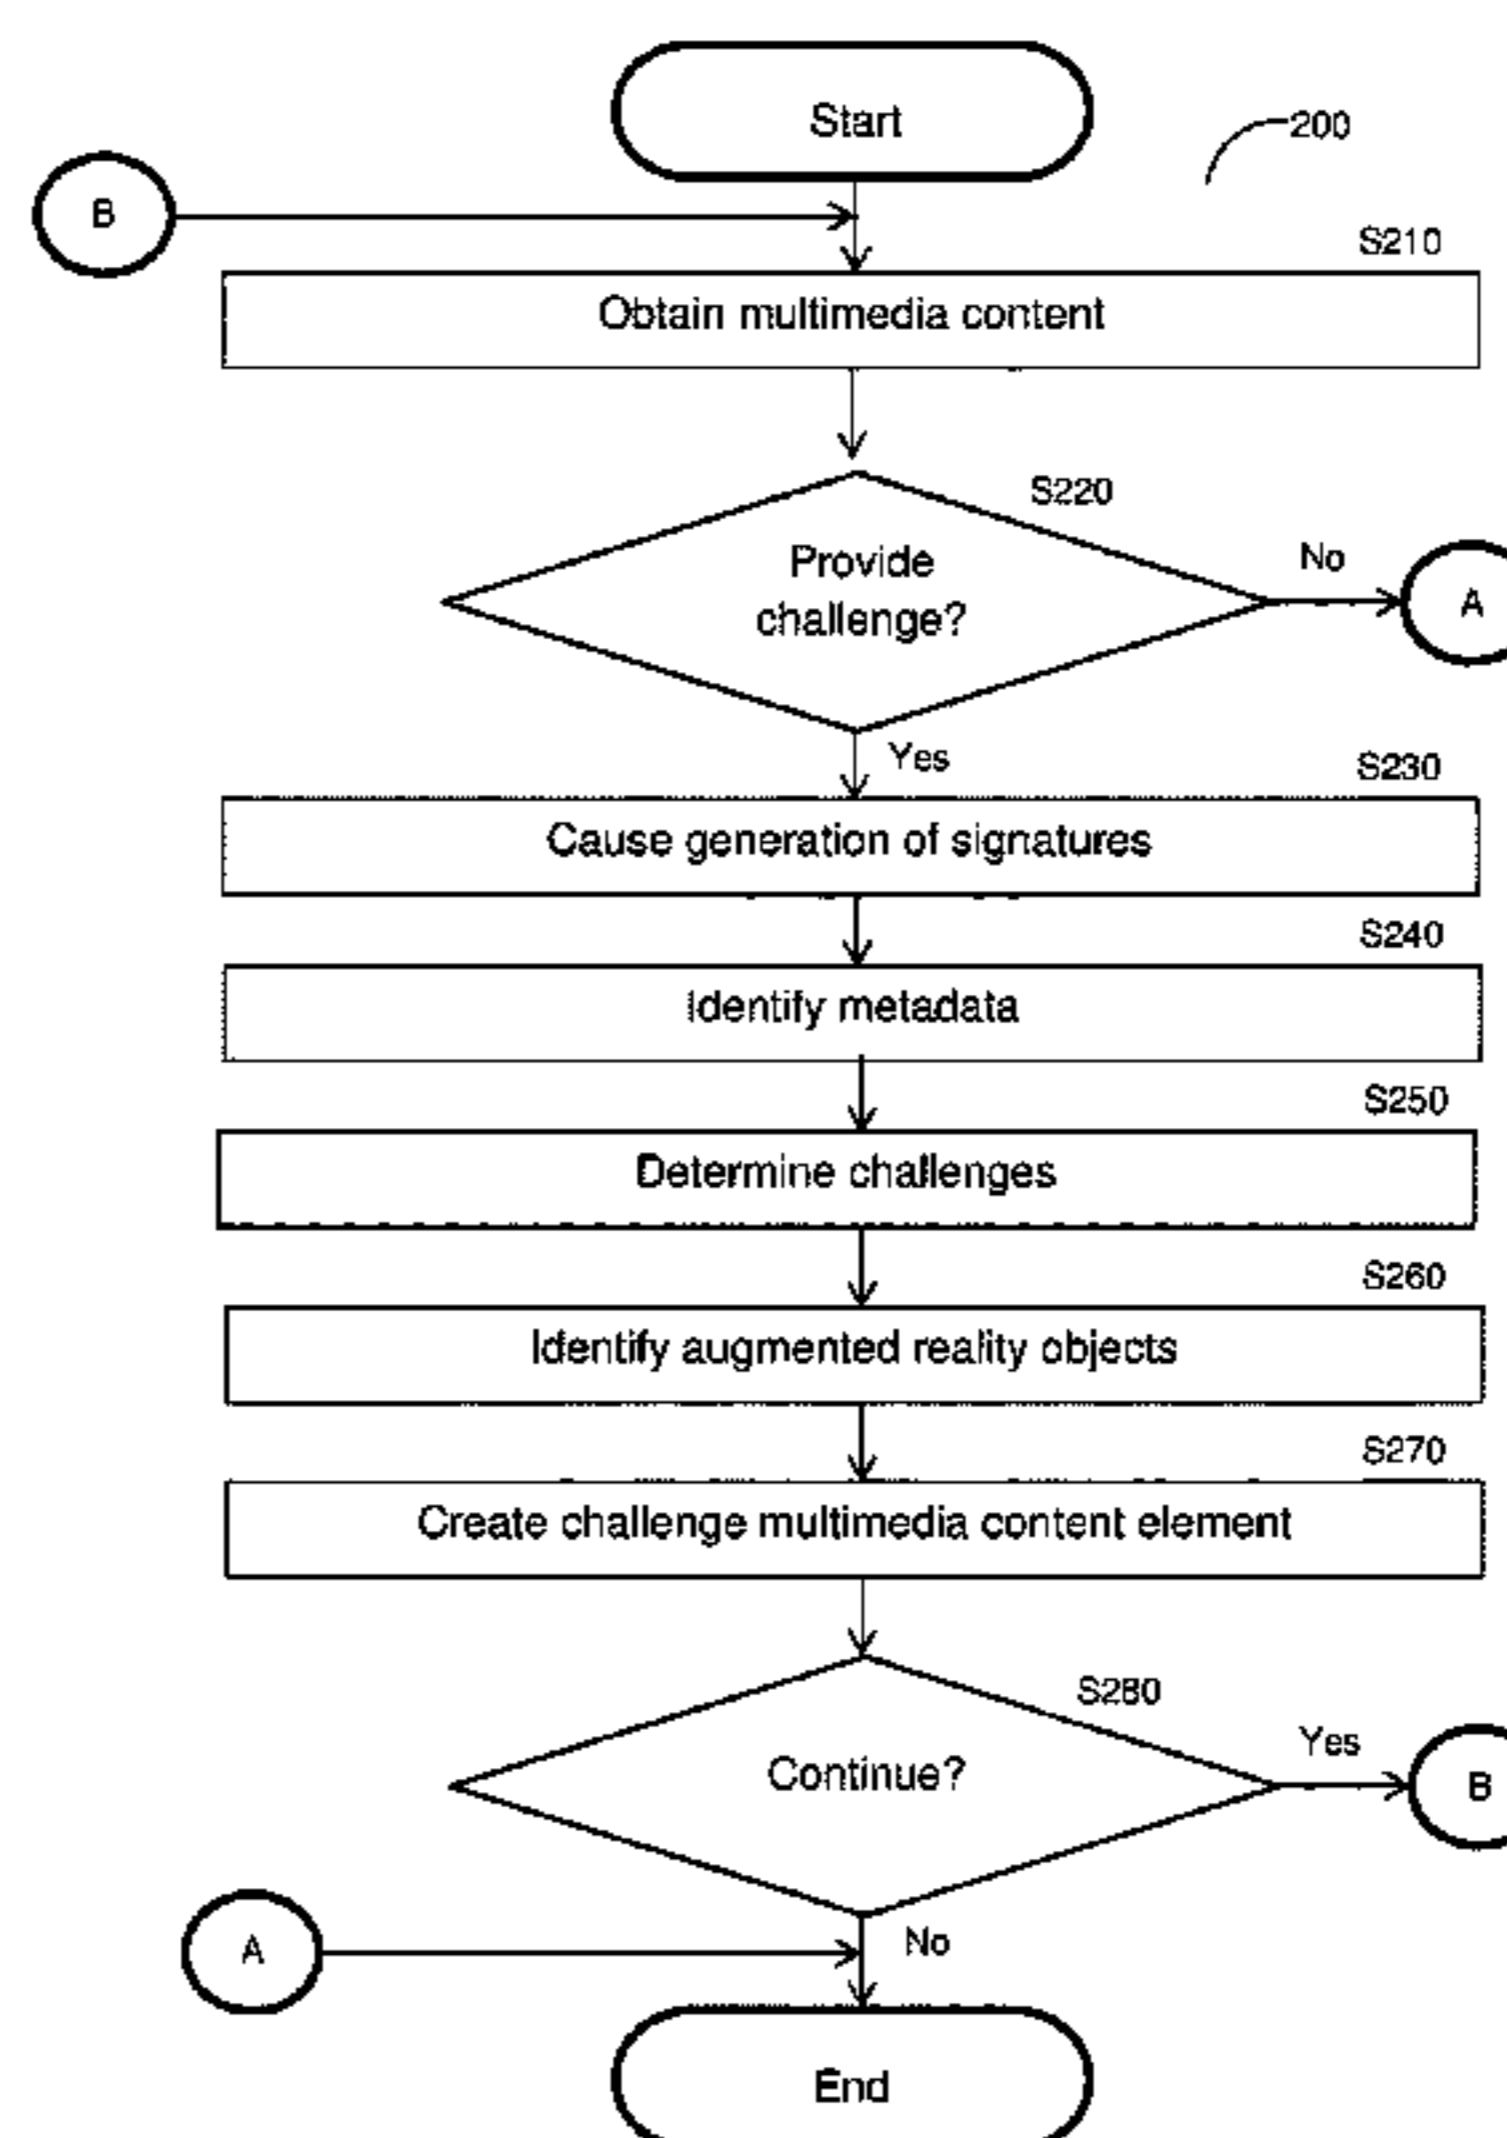 Start
200
B
S210
Obtain multimedia content
S220
Provide
challenge?
No
A
Yes
S230
Cause generation of signatures
S240
Identify metadata
S250
Determine challenges
S260
Identify augmented reality objects
S270
Create challenge multimedia content element
S280
Continue?
Yes
B
No
A
End